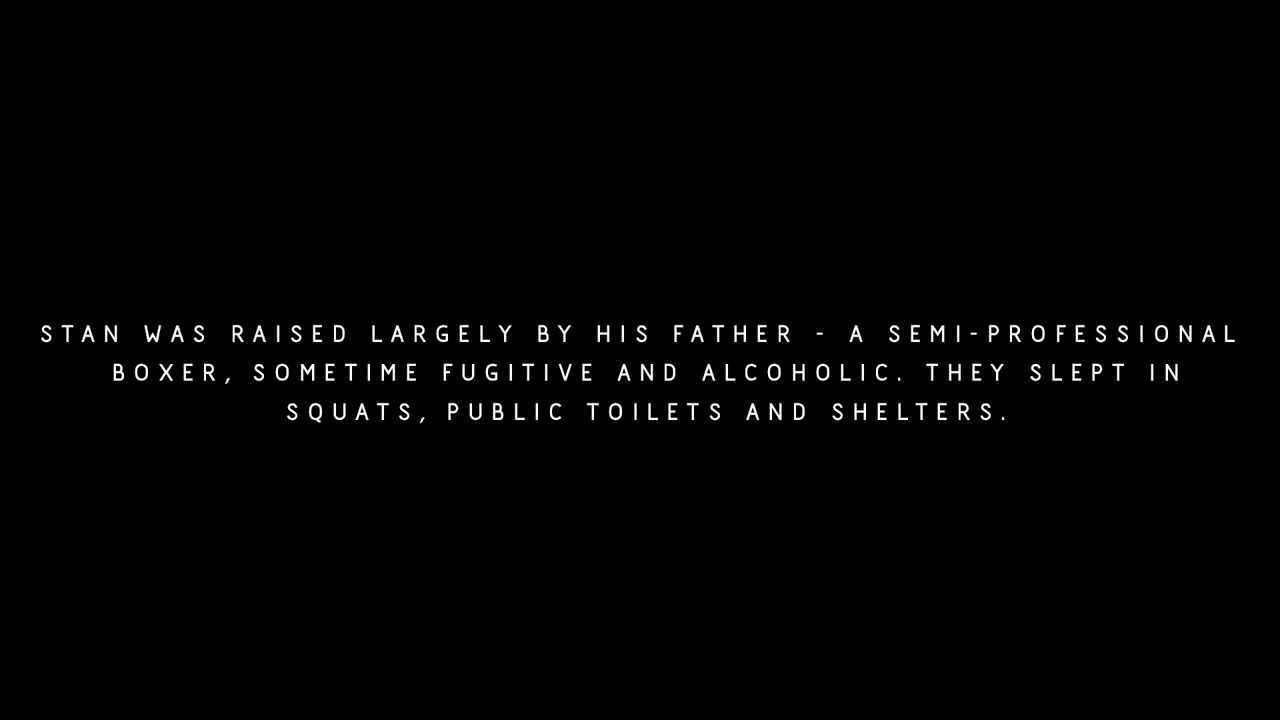 STAN WAS RAISED LARGELY BY HIS FATHER - A SEMI-PROFESSIONAL
BOXER, SOMETIME FUGITIVE AND ALCOHOLIC. THEY SLEPT IN
SQUATS, PUBLIC TOILETS AND SHELTERS.